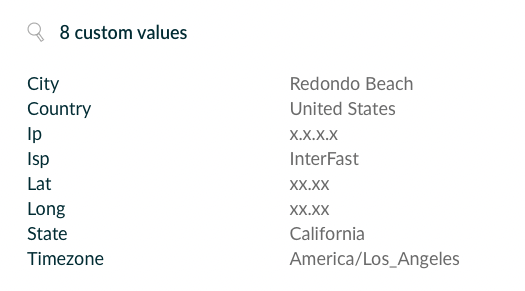 8 custom values
City Redondo Beach
Country United States
Ip x.x.x.x
Isp InterFast
Lat xx.xx
Long xx.xx
State California
Timezone America/Los_Angeles